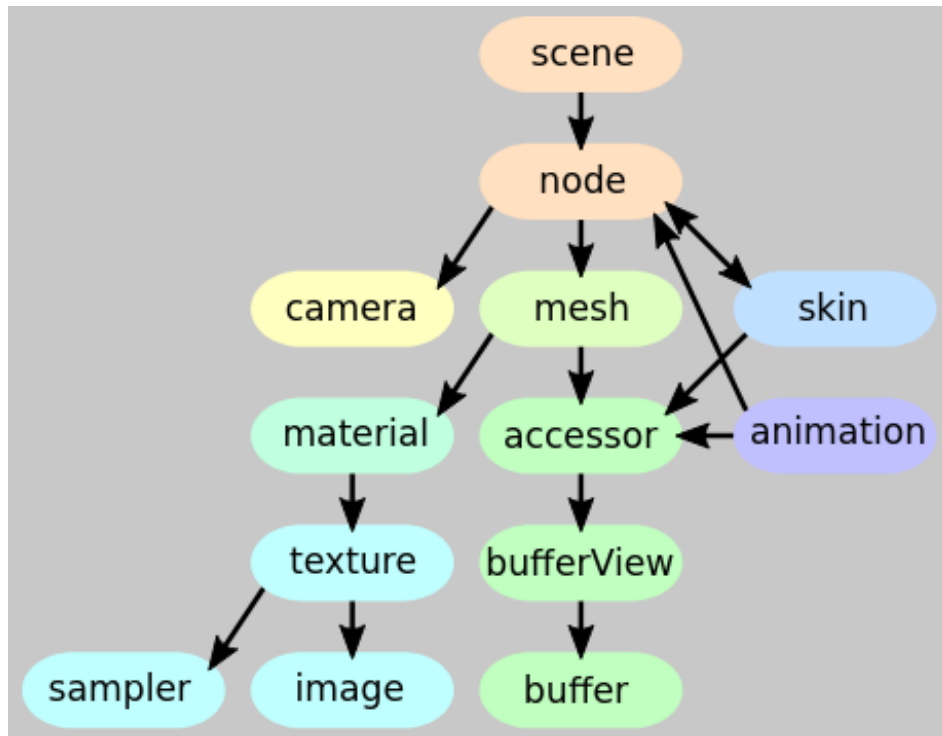 scene
node
camera
mesh
skin
material
accessor
animation
texture
bufferView
sampler
image
buffer